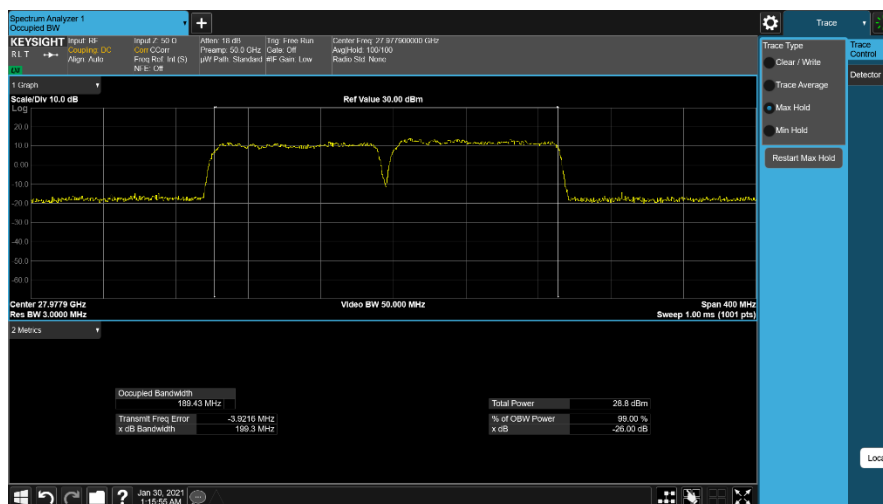 Spectrum Analyzer 1
Occupied BW
+
Trace
KEYSIGHT
R L T
Input: RF
Coupling: DC
Align: Auto
Input Z: 50 Ω
Corr CCorr
Freq Ref: Int (S)
NFE: Off
Atten: 18 dB
Preamp: 50.0 GHz
µW Path: Standard
Trig: Free Run
Gate: Off
#IF Gain: Low
Center Freq: 27.977900000 GHz
Avg|Hold: 100/100
Radio Std: None
Trace Type
Clear / Write
Trace Average
Max Hold
Min Hold
Restart Max Hold
Trace
Control
Detector
1 Graph
Scale/Div 10.0 dB
Ref Value 30.00 dBm
Log
20.0
10.0
0.00
-10.0
-20.0
-30.0
-40.0
-50.0
-60.0
Center 27.9779 GHz
Video BW 50.000 MHz
Span 400 MHz
Res BW 3.0000 MHz
Sweep 1.00 ms (1001 pts)
2 Metrics
Occupied Bandwidth
189.43 MHz
Total Power 28.8 dBm
Transmit Freq Error -3.9216 MHz
% of OBW Power 99.00 %
x dB Bandwidth 199.3 MHz
x dB -26.00 dB
Loca
?
Jan 30, 2021
1:15:55 AM